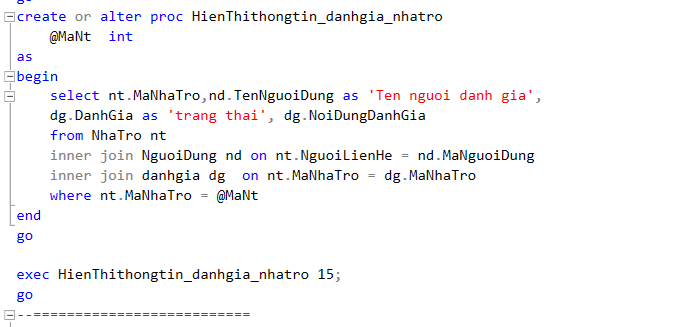 go
create or alter proc HienThithongtin_danhgia_nhatro
@MaNt  int
as
begin
select nt.MaNhaTro,nd.TenNguoiDung as 'Ten nguoi danh gia',
dg.DanhGia as 'trang thai', dg.NoiDungDanhGia
from NhaTro nt
inner join NguoiDung nd on nt.NguoiLienHe = nd.MaNguoiDung
inner join danhgia dg  on nt.MaNhaTro = dg.MaNhaTro
where nt.MaNhaTro = @MaNt
end
go
exec HienThithongtin_danhgia_nhatro 15;
go
--==========================